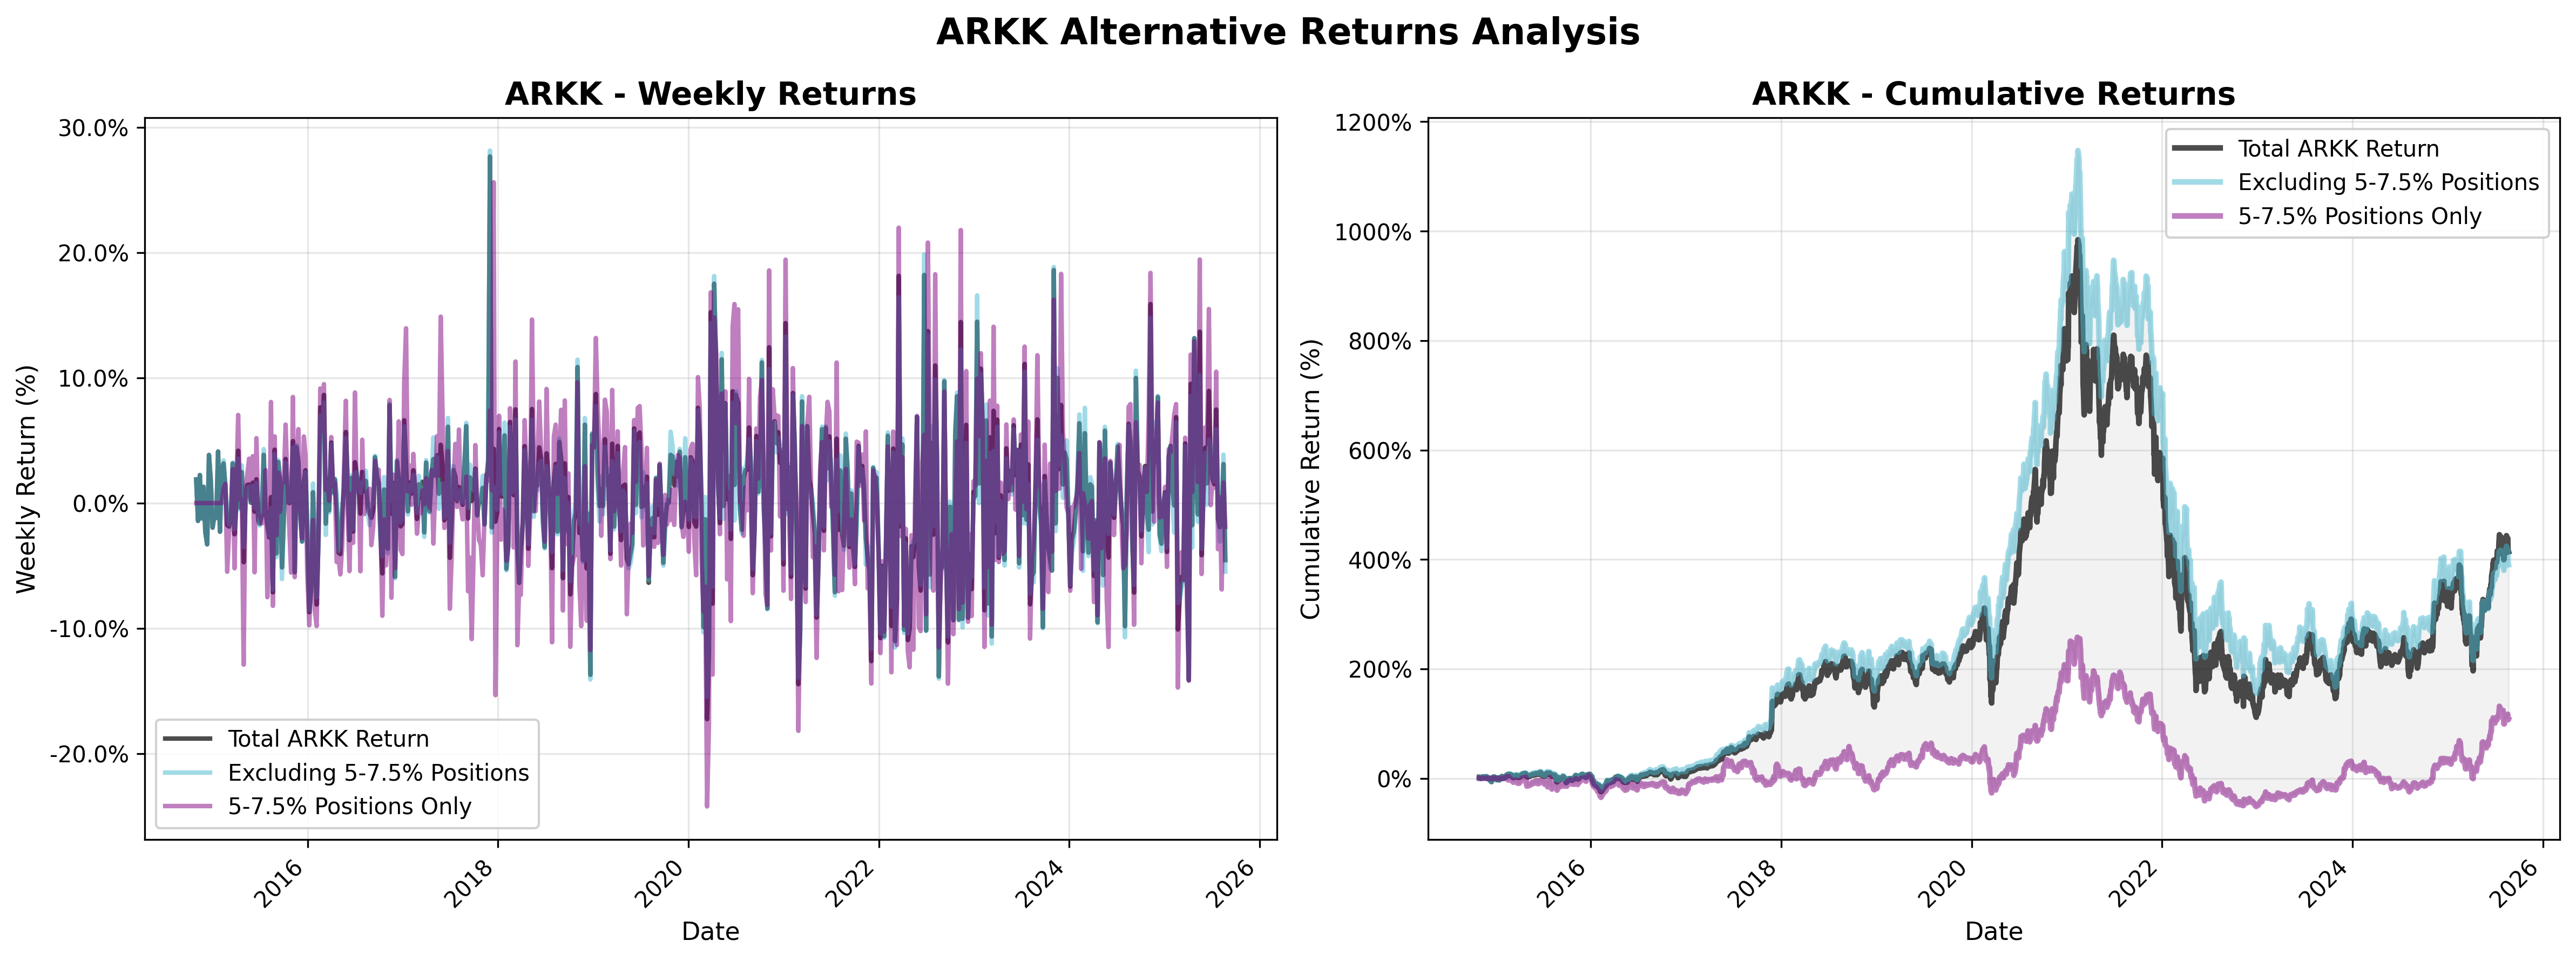 ARKK Alternative Returns Analysis
ARKK - Weekly Returns
30.0%
20.0%
10.0%
0.0%
-10.0%
-20.0%
Weekly Return (%)
Total ARKK Return
Excluding 5-7.5% Positions
5-7.5% Positions Only
2016
2018
2020
2022
2024
2026
Date
ARKK - Cumulative Returns
1200%
1000%
800%
600%
400%
200%
0%
Cumulative Return (%)
Total ARKK Return
Excluding 5-7.5% Positions
5-7.5% Positions Only
2016
2018
2020
2022
2024
2026
Date